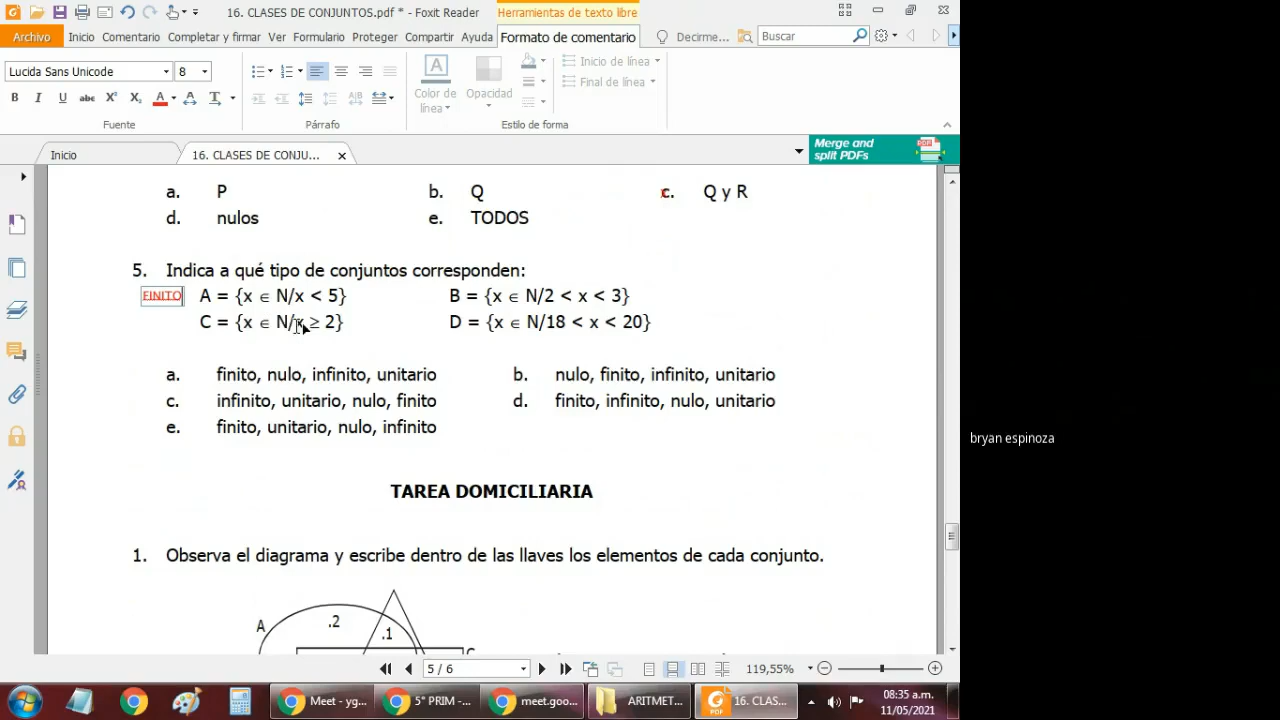 16. CLASES DE CONJUNTOS.pdf * - Foxit Reader
Herramientas de texto libre
Archivo Inicio Comentario Completar y firmar Ver Formulario Proteger Compartir Ayuda Formato de comentario Decirme... Buscar
Lucida Sans Unicode 8
Color de línea
Opacidad
Inicio de línea
Final de línea
Fuente Párrafo Estilo de forma
Inicio
16. CLASES DE CONJU...
Merge and
split PDFs
a. P b. Q c. Q y R
d. nulos e. TODOS
5. Indica a qué tipo de conjuntos corresponden:
FINITO A = {x ∈ N/x < 5} B = {x ∈ N/2 < x < 3}
C = {x ∈ N/x ≥ 2} D = {x ∈ N/18 < x < 20}
a. finito, nulo, infinito, unitario b. nulo, finito, infinito, unitario
c. infinito, unitario, nulo, finito d. finito, infinito, nulo, unitario
e. finito, unitario, nulo, infinito
bryan espinoza
TAREA DOMICILIARIA
1. Observa el diagrama y escribe dentro de las llaves los elementos de cada conjunto.
A .2 .1
5 / 6 119,55%
Meet - yg... 5° PRIM -... meet.goo... ARITMET... 16. CLAS... 08:35 a.m.
11/05/2021